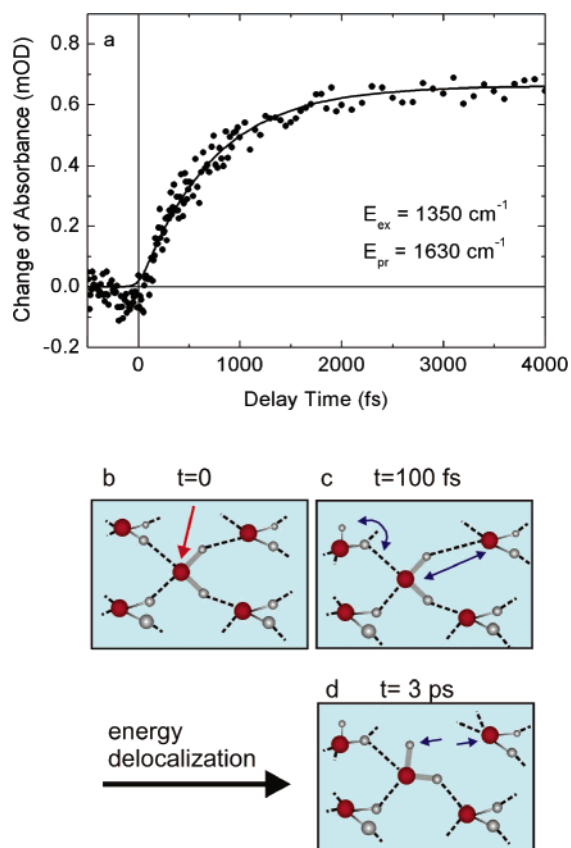 a
0.8
0.6
0.4
0.2
0.0
-0.2
Change of Absorbance (mOD)
E_ex = 1350 cm⁻¹
E_pr = 1630 cm⁻¹
0 1000 2000 3000 4000
Delay Time (fs)
b t=0
c t=100 fs
energy
delocalization
d t= 3 ps